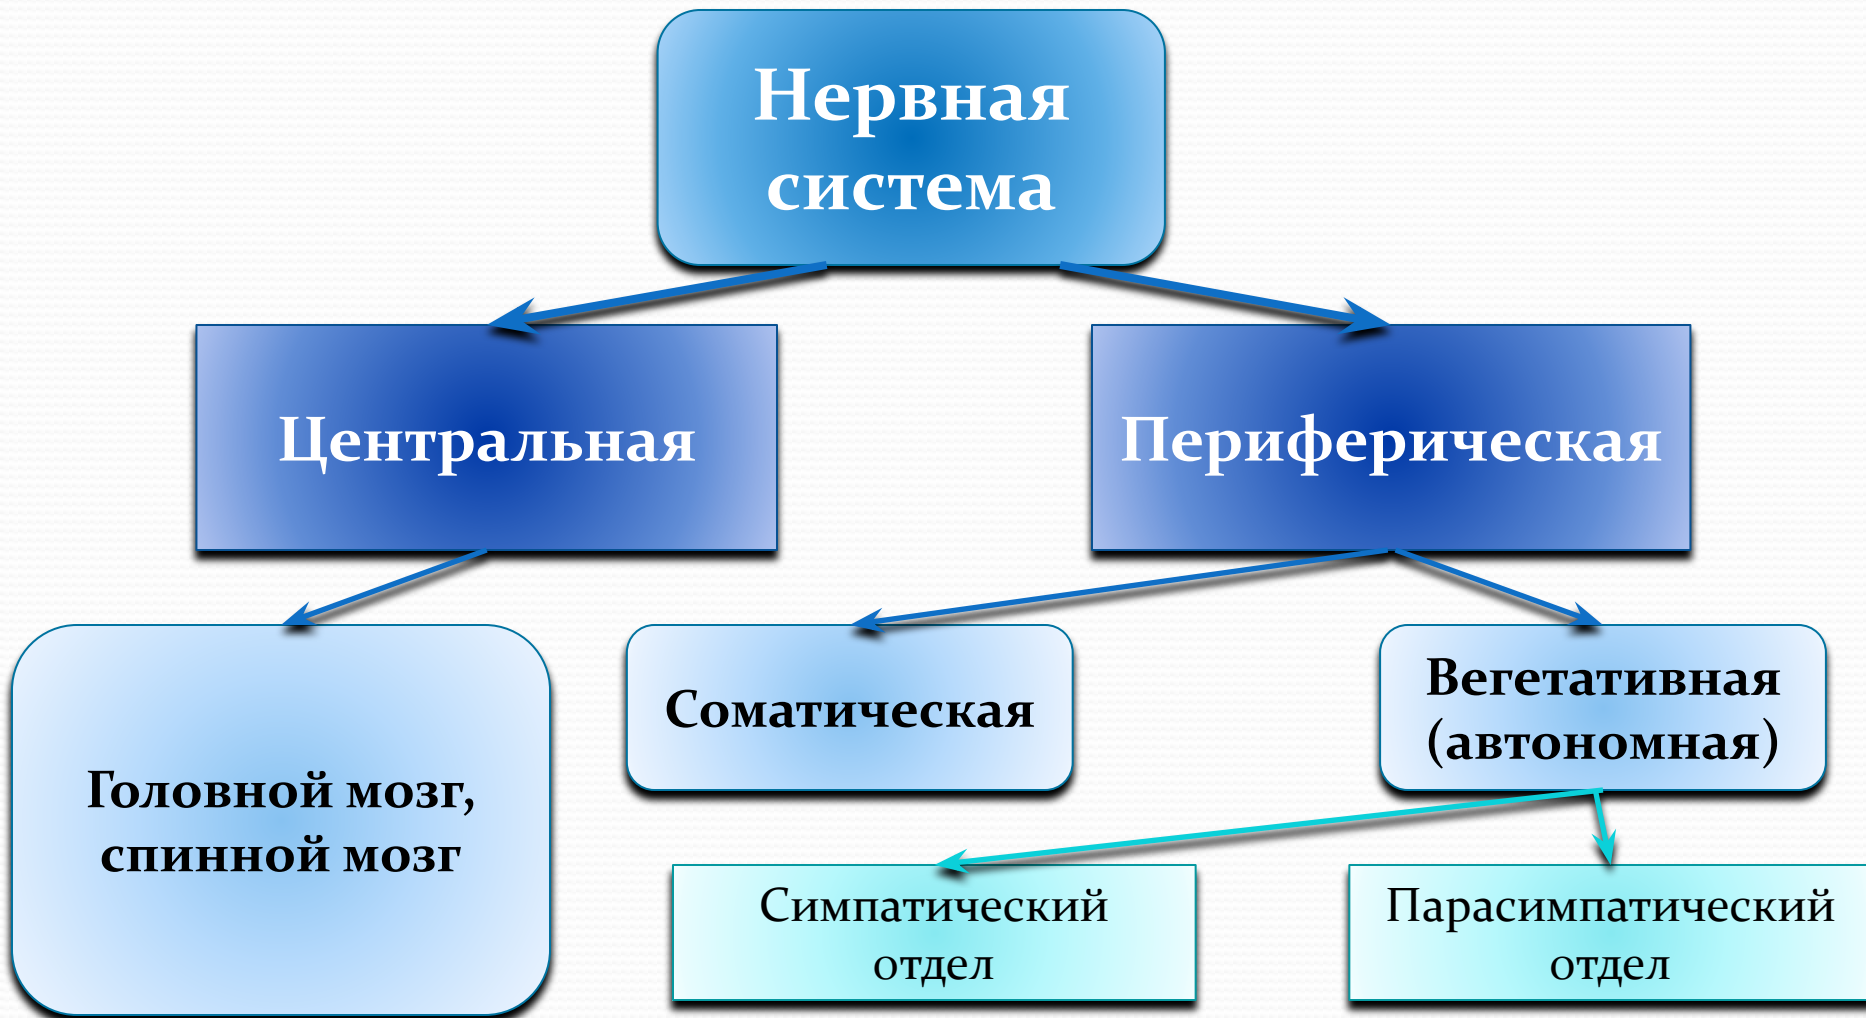 Нервная
система
Центральная
Периферическая
Головной мозг,
спинной мозг
Соматическая
Вегетативная
(автономная)
Симпатический
отдел
Парасимпатический
отдел